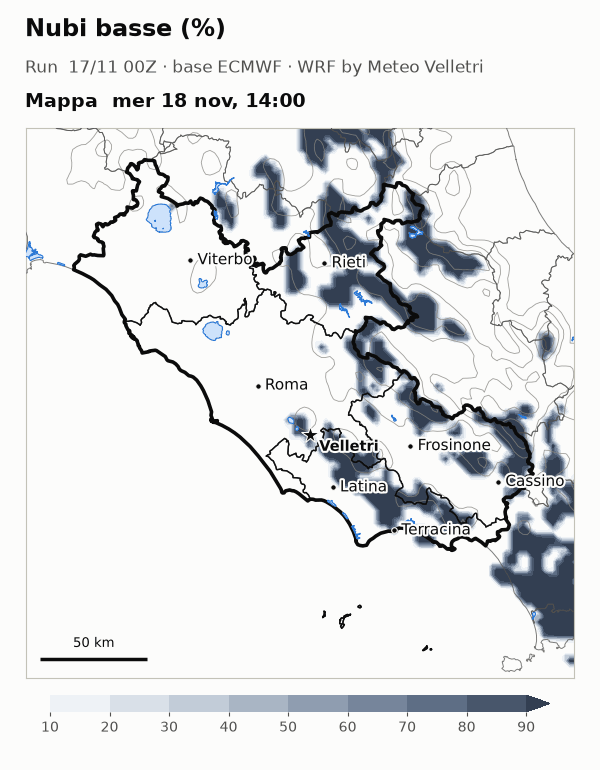 Nubi basse (%)
Run 17/11 00Z · base ECMWF · WRF by Meteo Velletri
Mappa mer 18 nov, 14:00
Viterbo
Rieti
Roma
Velletri
Frosinone
Latina
Cassino
Terracina
50 km
10 20 30 40 50 60 70 80 90